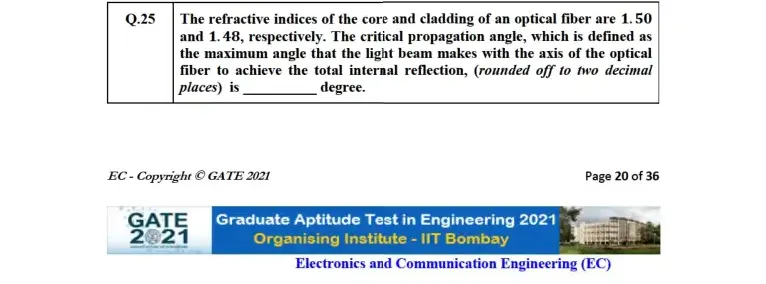 Q.25 The refractive indices of the core and cladding of an optical fiber are 1.50
and 1.48, respectively. The critical propagation angle, which is defined as
the maximum angle that the light beam makes with the axis of the optical
fiber to achieve the total internal reflection, (rounded off to two decimal
places) is __________ degree.
EC - Copyright © GATE 2021
Page 20 of 36
GATE
2021
Graduate Aptitude Test in Engineering 2021
Organising Institute - IIT Bombay
Electronics and Communication Engineering (EC)